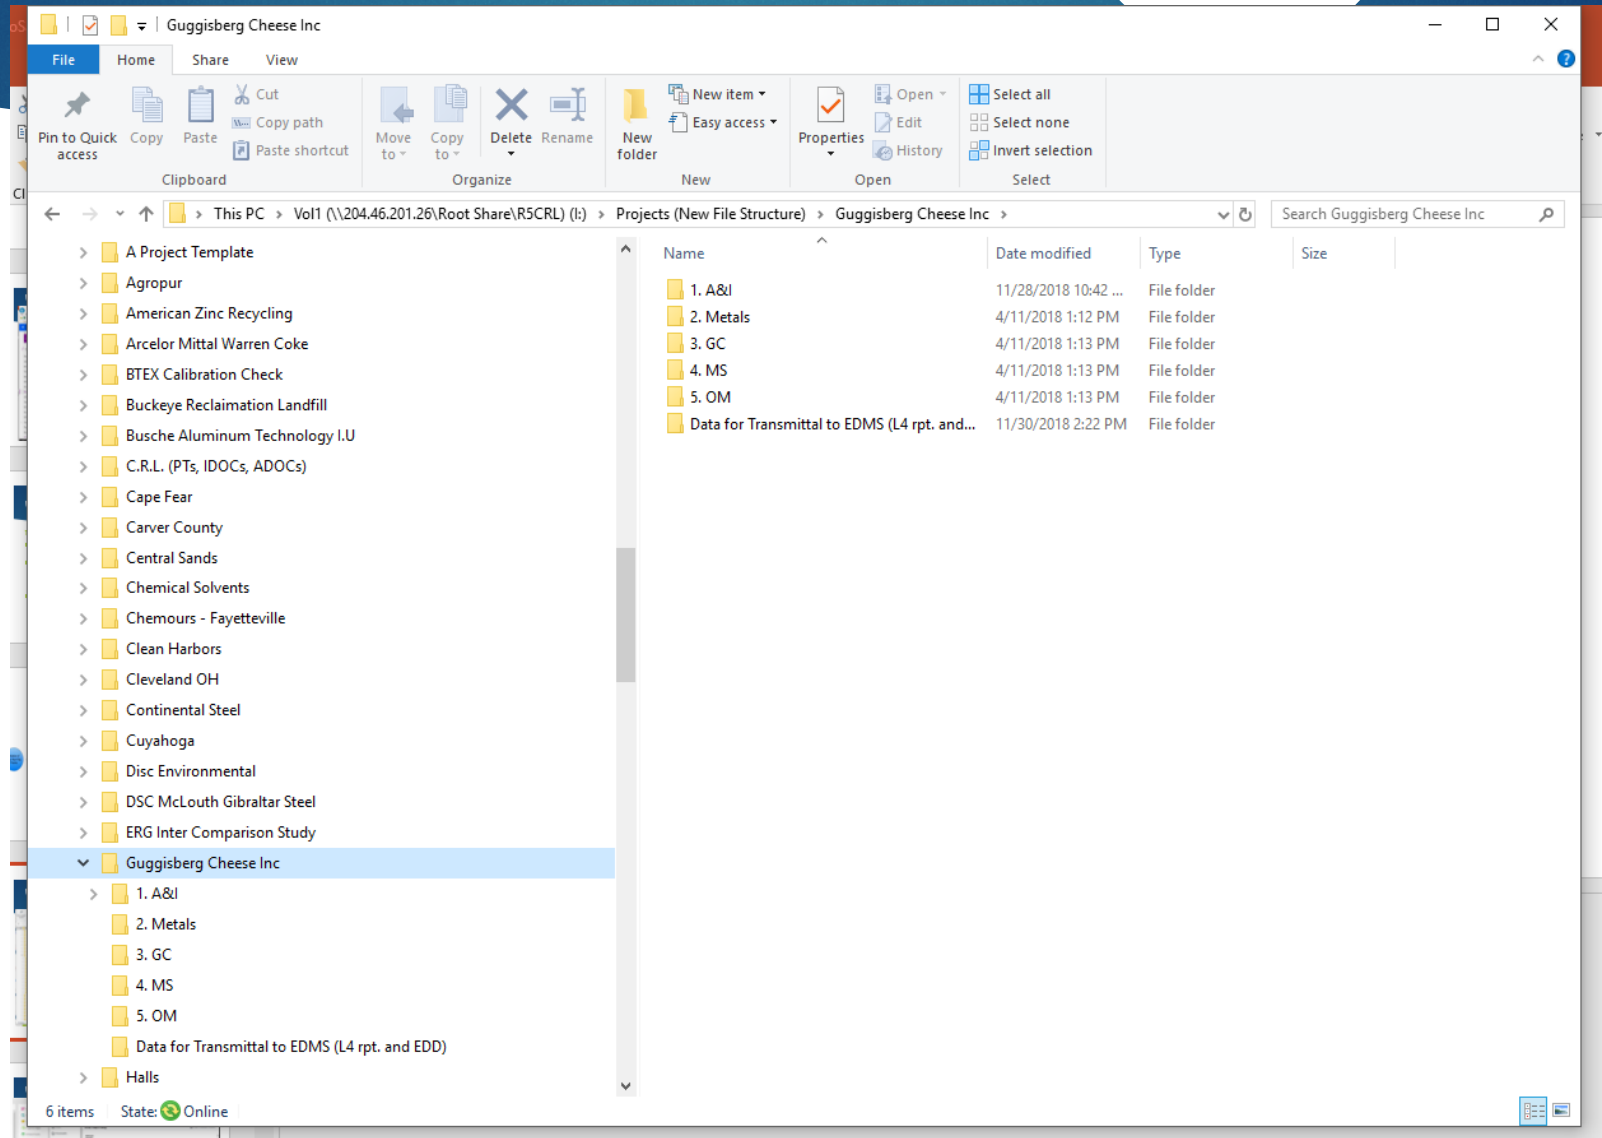 Guggisberg Cheese Inc
File Home Share View
Pin to Quick access
Copy
Paste
Cut
Copy path
Paste shortcut
Clipboard
Move to
Copy to
Delete
Rename
Organize
New folder
New item
Easy access
New
Properties
Open
Edit
History
Open
Select all
Select none
Invert selection
Select
This PC > Vol1 (\\204.46.201.26\Root Share\R5CRL) (I:) > Projects (New File Structure) > Guggisberg Cheese Inc >
Search Guggisberg Cheese Inc
A Project Template
Agropur
American Zinc Recycling
Arcelor Mittal Warren Coke
BTEX Calibration Check
Buckeye Reclaimation Landfill
Busche Aluminum Technology I.U
C.R.L. (PTs, IDOCs, ADOCs)
Cape Fear
Carver County
Central Sands
Chemical Solvents
Chemours - Fayetteville
Clean Harbors
Cleveland OH
Continental Steel
Cuyahoga
Disc Environmental
DSC McLouth Gibraltar Steel
ERG Inter Comparison Study
Guggisberg Cheese Inc
1. A&I
2. Metals
3. GC
4. MS
5. OM
Data for Transmittal to EDMS (L4 rpt. and EDD)
Halls
Name Date modified Type Size
1. A&I 11/28/2018 10:42 ... File folder
2. Metals 4/11/2018 1:12 PM File folder
3. GC 4/11/2018 1:13 PM File folder
4. MS 4/11/2018 1:13 PM File folder
5. OM 4/11/2018 1:13 PM File folder
Data for Transmittal to EDMS (L4 rpt. and... 11/30/2018 2:22 PM File folder
6 items State: Online